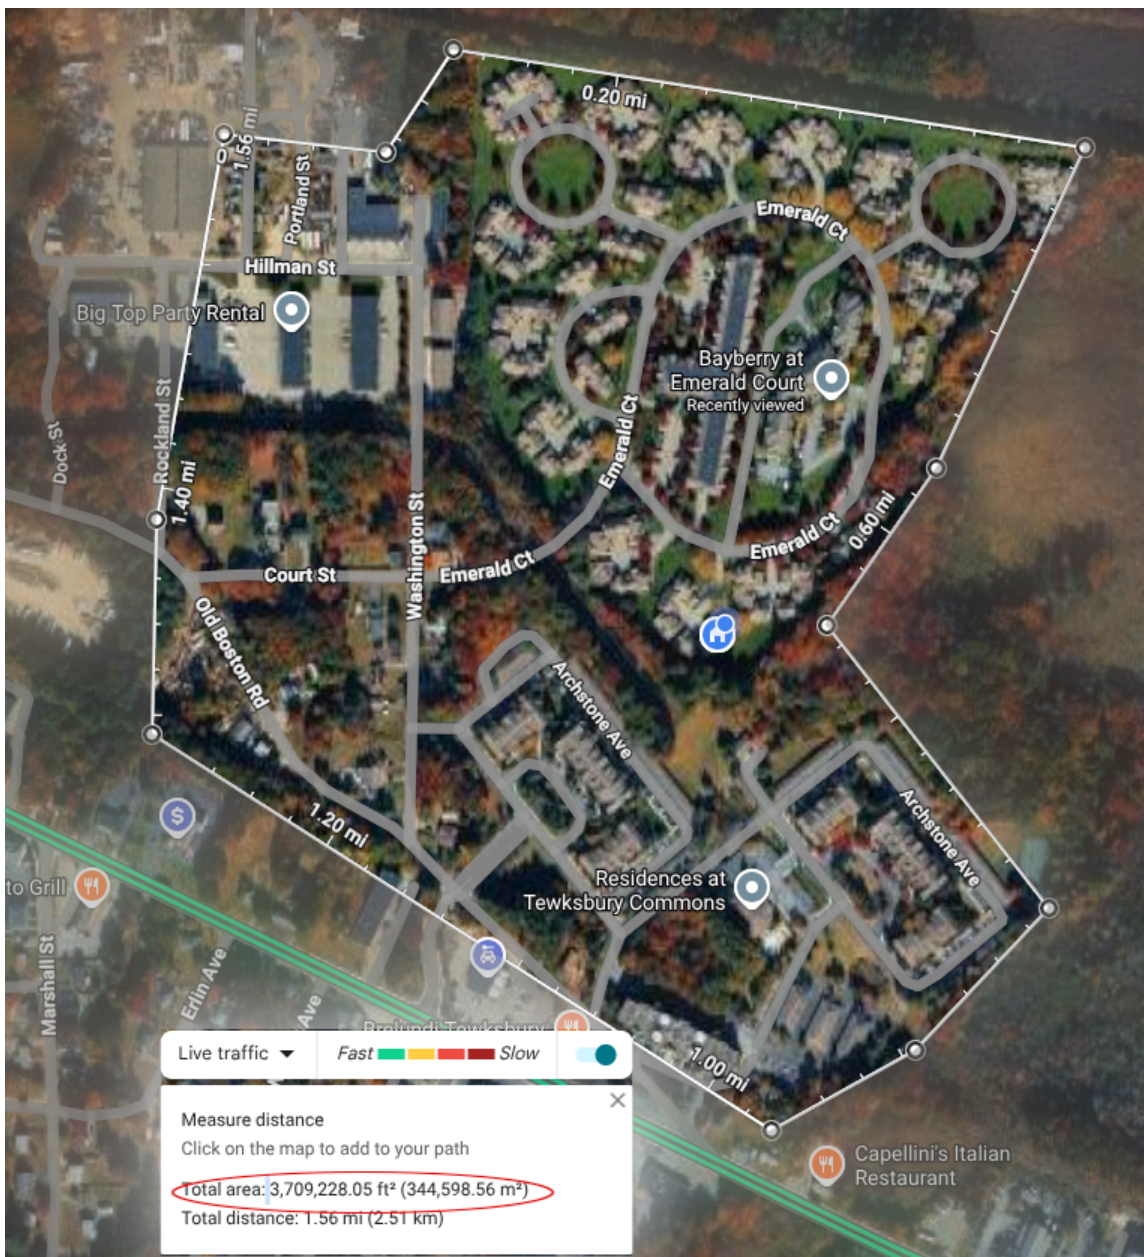 0.20 mi
1.56 mi
0
Portland St
Emerald Ct
Hillman St
Big Top Party Rental
Bayberry at
Emerald Court
Recently viewed
Rockland St
Dock St
Emerald Ct
1.40 mi
Washington St
0.60 mi
Emerald Ct
Court St
Emerald Ct
Old Boston Rd
Archstone Ave
1.20 mi
Archstone Ave
$
to Grill
Residences at
Tewksbury Commons
Marshall St
Erlin Ave
Ave
Tewksbury
1.00 mi
Live traffic
Fast
Slow
Measure distance
Click on the map to add to your path
Total area: 3,709,228.05 ft² (344,598.56 m²)
Total distance: 1.56 mi (2.51 km)
Capellini's Italian
Restaurant